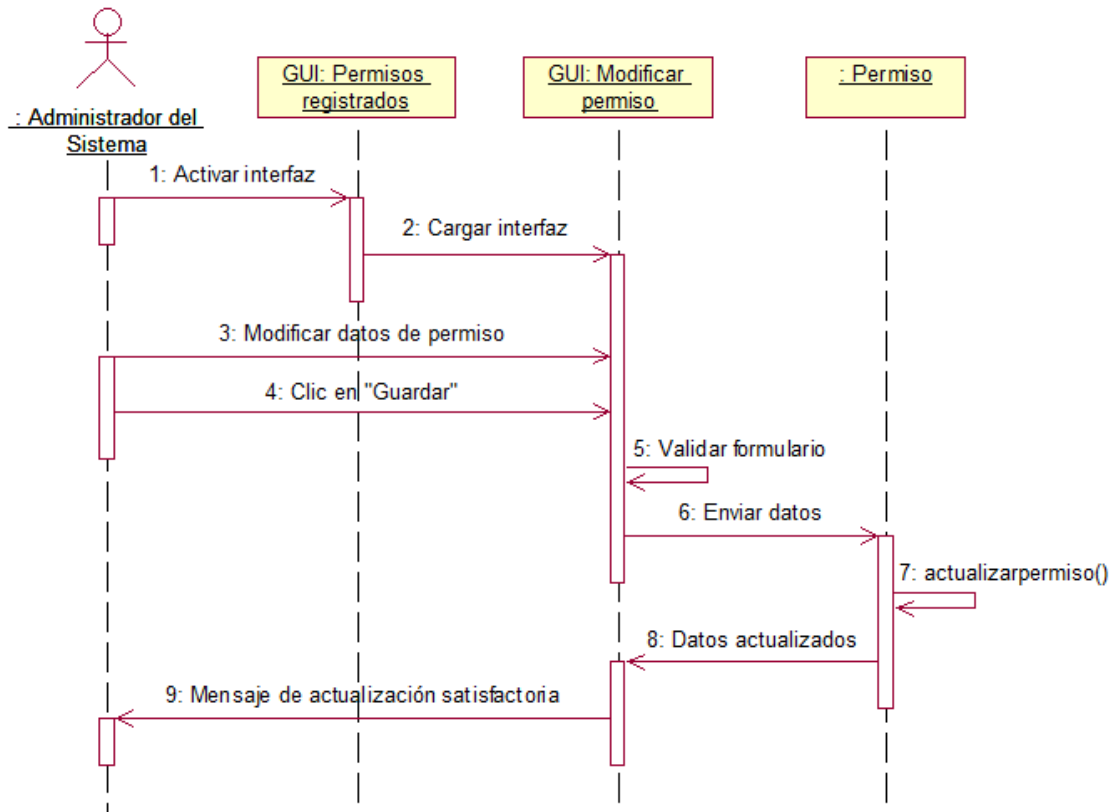 : Administrador del
Sistema
GUI: Permisos
registrados
GUI: Modificar
permiso
: Permiso
1: Activar interfaz
2: Cargar interfaz
3: Modificar datos de permiso
4: Clic en "Guardar"
5: Validar formulario
6: Enviar datos
7: actualizarpermiso()
8: Datos actualizados
9: Mensaje de actualización satisfactoria